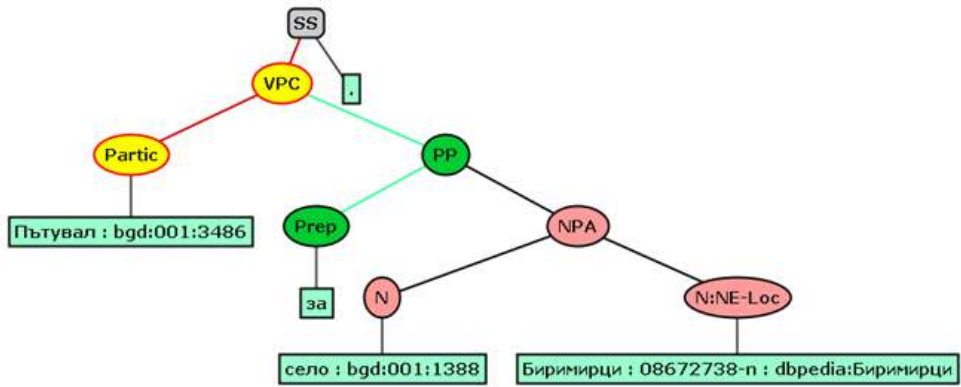 SS
VPC
.
Partic
PP
Пътувал : bgd:001:3486
Prep
NPA
за
N
N:NE-Loc
село : bgd:001:1388
Биримирци : 08672738-n : dbpedia:Биримирци